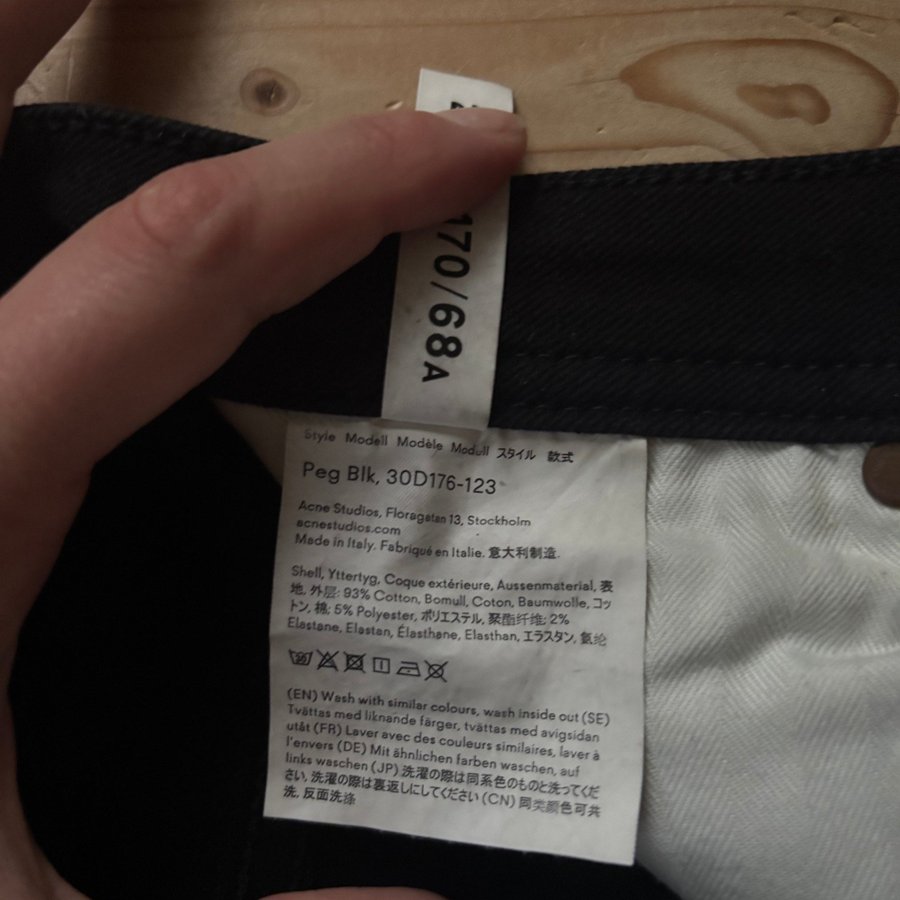 170/68A
Style Modell Modèle Modell スタイル 款式
Peg Blk, 30D176-123
Acne Studios, Floragatan 13, Stockholm
acnestudios.com
Made in Italy. Fabriqué en Italie. 意大利制造.
Shell, Yttertyg, Coque extérieure, Aussenmaterial, 表
地, 外层: 93% Cotton, Bomull, Coton, Baumwolle, コッ
トン, 棉; 5% Polyester, ポリエステル, 聚酯纤维; 2%
Elastane, Elastan, Élasthane, Elasthan, エラスタン, 氨纶
(EN) Wash with similar colours, wash inside out (SE)
Tvättas med liknande färger, tvättas med avigsidan
utåt (FR) Laver avec des couleurs similaires, laver à
l'envers (DE) Mit ähnlichen farben waschen, auf
links waschen (JP) 洗濯の際は同系色のものと洗ってくだ
さい, 洗濯の際は裏返しにしてください (CN) 同类颜色可共
洗, 反面洗涤